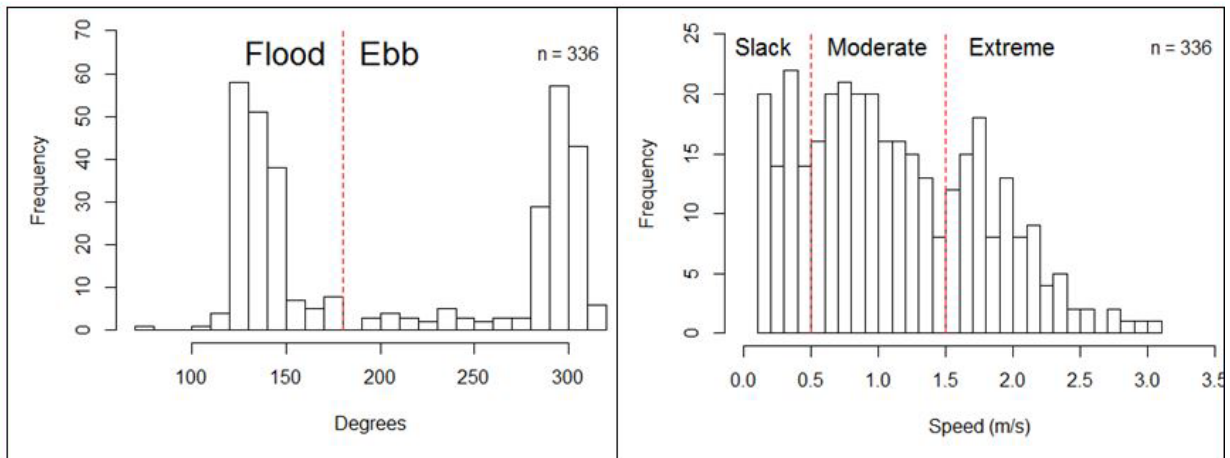 Flood Ebb
n = 336
Frequency
0 10 20 30 40 50 60 70
100 150 200 250 300
Degrees
Slack Moderate Extreme
n = 336
Frequency
0 5 10 15 20 25
0.0 0.5 1.0 1.5 2.0 2.5 3.0 3.5
Speed (m/s)